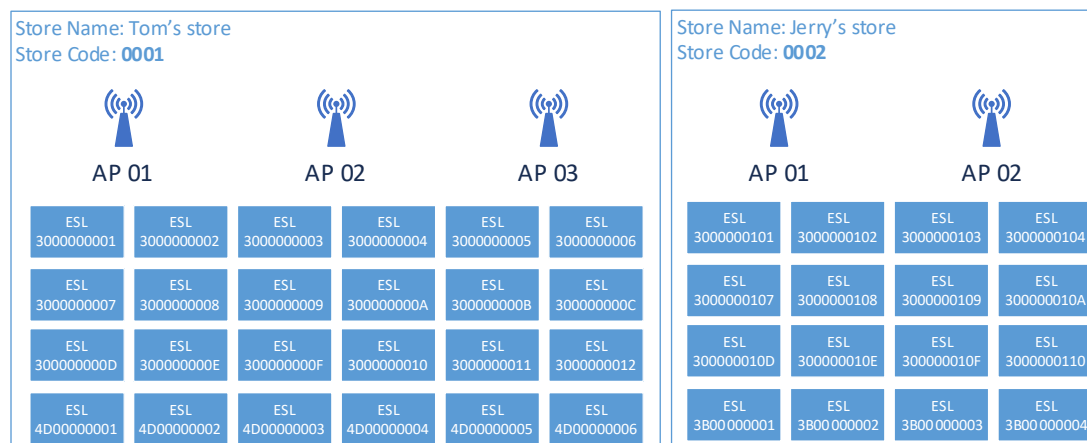 Store Name: Tom’s store
Store Code: 0001
AP 01 AP 02 AP 03
ESL ESL ESL ESL ESL ESL
3000000001 3000000002 3000000003 3000000004 3000000005 3000000006
ESL ESL ESL ESL ESL ESL
3000000007 3000000008 3000000009 300000000A 300000000B 300000000C
ESL ESL ESL ESL ESL ESL
300000000D 300000000E 300000000F 3000000010 3000000011 3000000012
ESL ESL ESL ESL ESL ESL
4D00000001 4D00000002 4D00000003 4D00000004 4D00000005 4D00000006
Store Name: Jerry’s store
Store Code: 0002
AP 01 AP 02
ESL ESL ESL ESL
3000000101 3000000102 3000000103 3000000104
ESL ESL ESL ESL
3000000107 3000000108 3000000109 300000010A
ESL ESL ESL ESL
300000010D 300000010E 300000010F 3000000110
ESL ESL ESL ESL
3B00000001 3B00000002 3B00000003 3B00000004